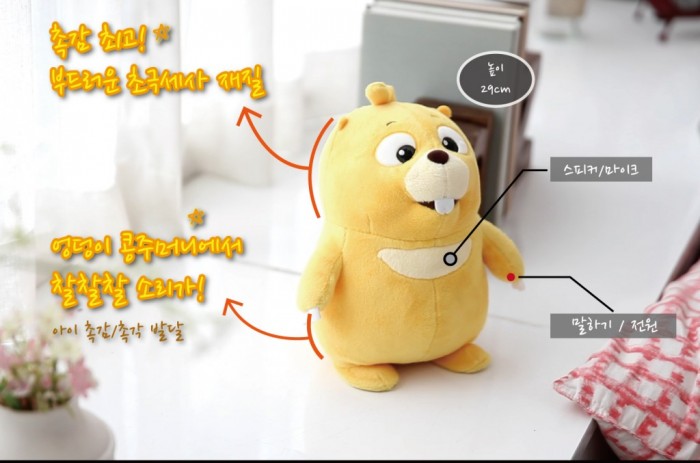 촉감 최고!
부드러운 초극세사 재질
높이
29cm
스피커/마이크
엉덩이 콩주머니에서
찰찰찰 소리가!
아이 촉감/촉각 발달
말하기 / 전원